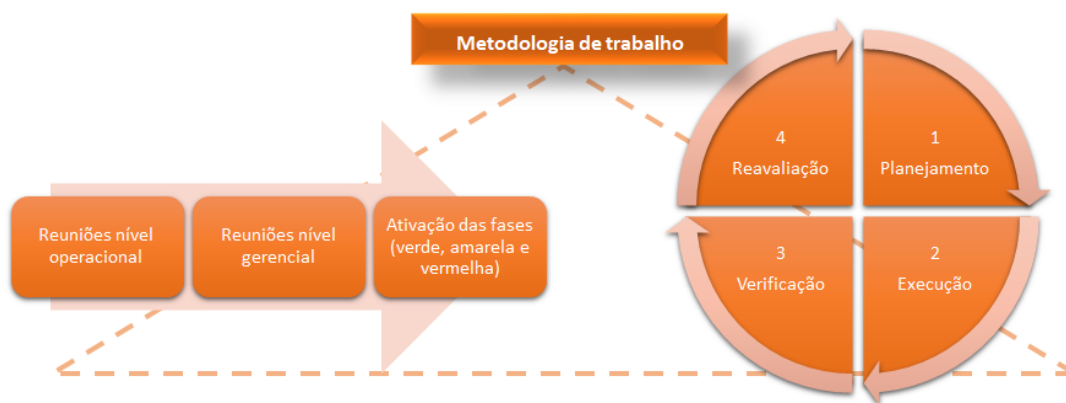 Metodologia de trabalho
Reuniões nível
operacional
Reuniões nível
gerencial
Ativação das fases
(verde, amarela e
vermelha)
1
Planejamento
2
Execução
3
Verificação
4
Reavaliação